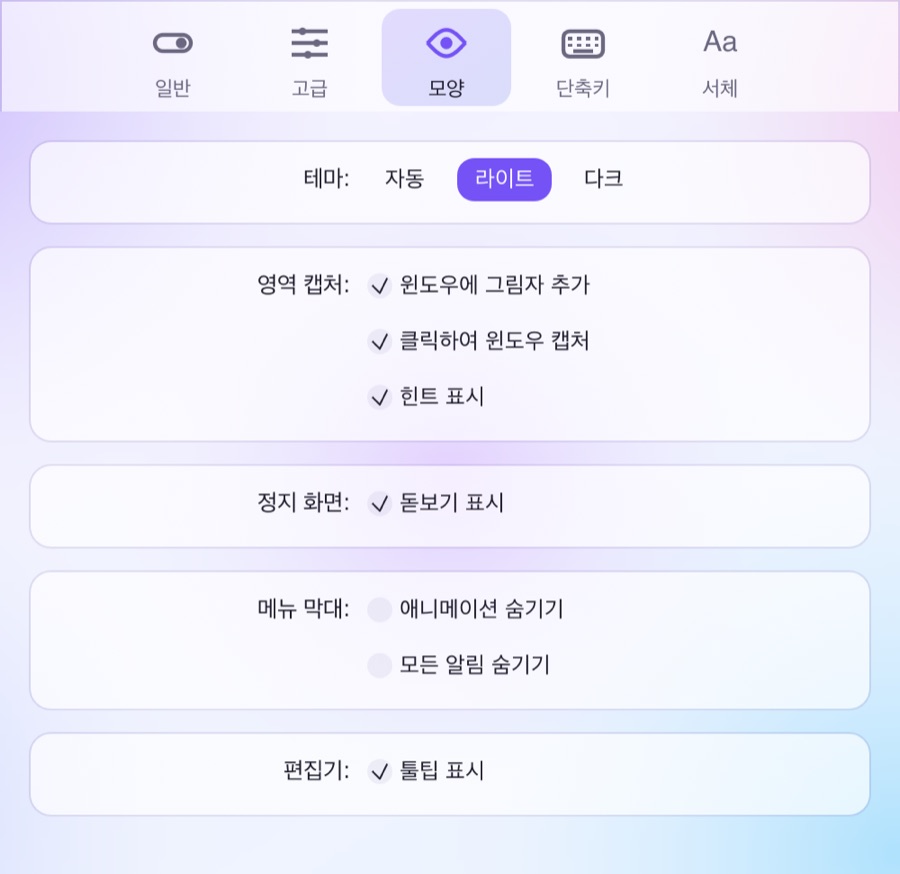 일반 고급 모양 단축키 Aa 서체
테마: 자동 라이트 다크
영역 캡처: 윈도우에 그림자 추가
클릭하여 윈도우 캡처
힌트 표시
정지 화면: 돋보기 표시
메뉴 막대: 애니메이션 숨기기
모든 알림 숨기기
편집기: 툴팁 표시